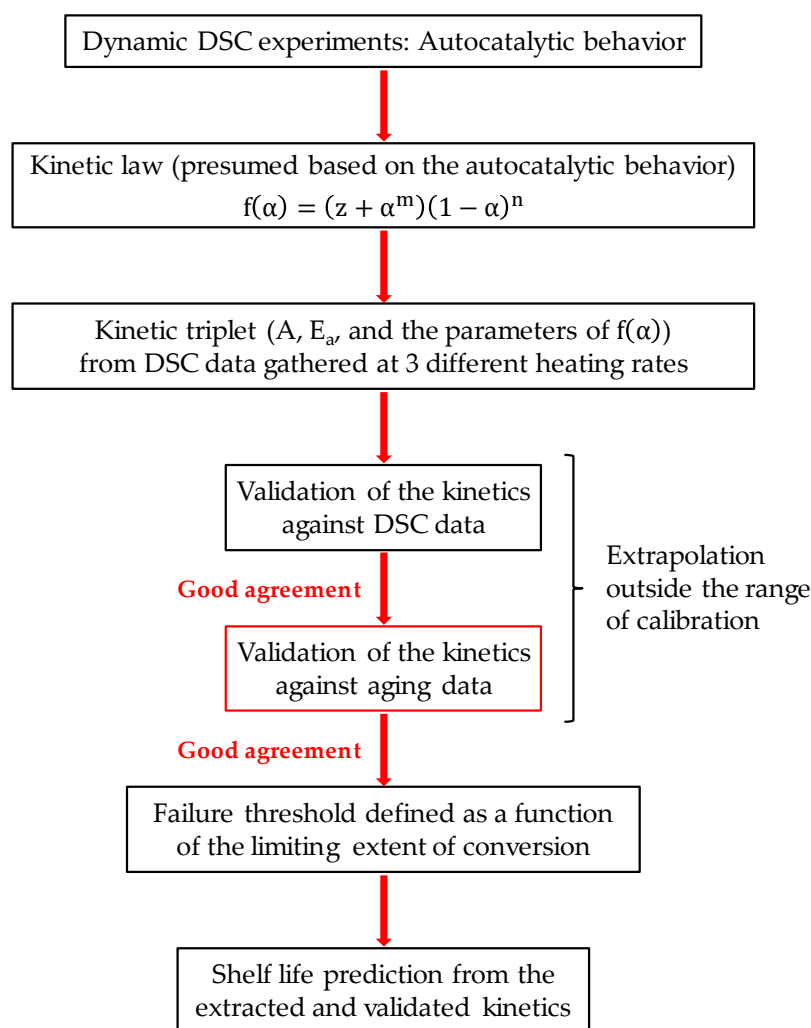 Dynamic DSC experiments: Autocatalytic behavior
Kinetic law (presumed based on the autocatalytic behavior)
f(α) = (z + α^m)(1 − α)^n
Kinetic triplet (A, E_a, and the parameters of f(α))
from DSC data gathered at 3 different heating rates
Validation of the kinetics
against DSC data
Good agreement
Validation of the kinetics
against aging data
Extrapolation
outside the range
of calibration
Good agreement
Failure threshold defined as a function
of the limiting extent of conversion
Shelf life prediction from the
extracted and validated kinetics